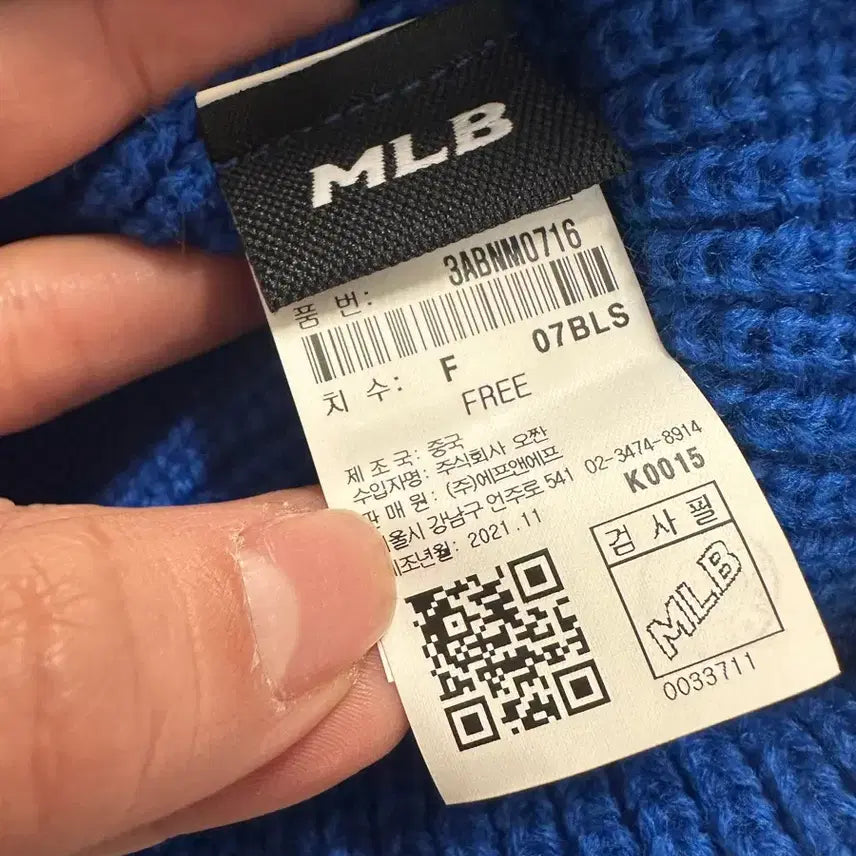 MLB
품 번: 3ABNM0716
07BLS
치 수: F
FREE
제 조 국: 중국
수입자명: 주식회사 오짠
판 매 원: (주)에프앤에프 02-3474-8914
서울시 강남구 언주로 541 K0015
제조년월: 2021.11
검 사 필
MLB
0033711